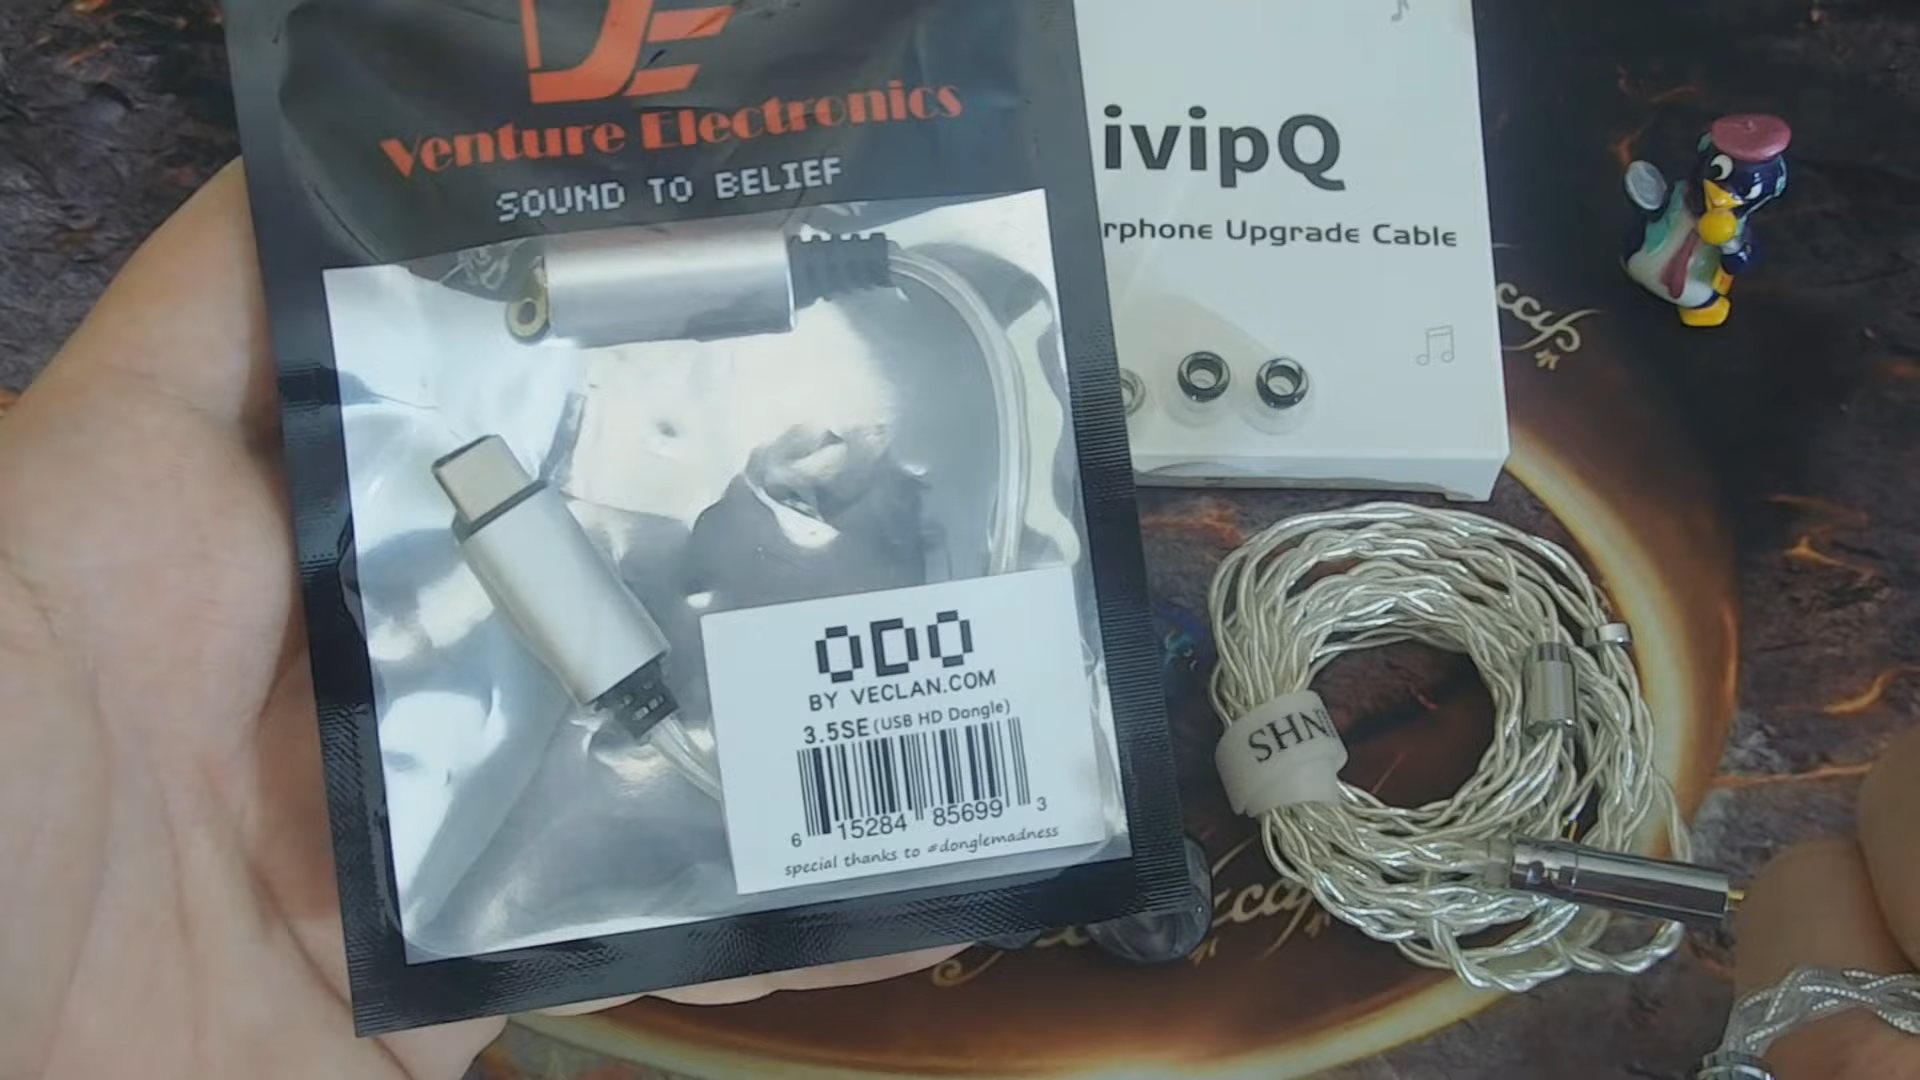 VE
Venture Electronics
SOUND TO BELIEF
ODO
BY VECLAN.COM
3.5SE (USB HD Dongle)
6 15284 85699 3
special thanks to #donglemadness
ivipQ
rphone Upgrade Cable
SHN